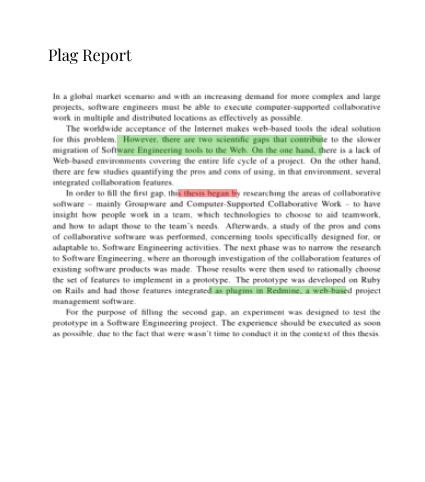 Plag Report
In a global market scenario and with an increasing demand for more complex and large
projects, software engineers must be able to execute computer-supported collaborative
work in multiple and distributed locations as effectively as possible.
The worldwide acceptance of the Internet makes web-based tools the ideal solution
for this problem. However, there are two scientific gaps that contribute to the slower
migration of Software Engineering tools to the Web. On the one hand, there is a lack of
Web-based environments covering the entire life cycle of a project. On the other hand,
there are few studies quantifying the pros and cons of using, in that environment, several
integrated collaboration features.
In order to fill the first gap, this thesis began by researching the areas of collaborative
software – mainly Groupware and Computer-Supported Collaborative Work – to have
insight how people work in a team, which technologies to choose to aid teamwork,
and how to adapt those to the team's needs. Afterwards, a study of the pros and cons
of collaborative software was performed, concerning tools specifically designed for, or
adaptable to, Software Engineering activities. The next phase was to narrow the research
to Software Engineering, where an thorough investigation of the collaboration features of
existing software products was made. Those results were then used to rationally choose
the set of features to implement in a prototype. The prototype was developed on Ruby
on Rails and had those features integrated as plugins in Redmine, a web-based project
management software.
For the purpose of filling the second gap, an experiment was designed to test the
prototype in a Software Engineering project. The experience should be executed as soon
as possible, due to the fact that were wasn't time to conduct it in the context of this thesis